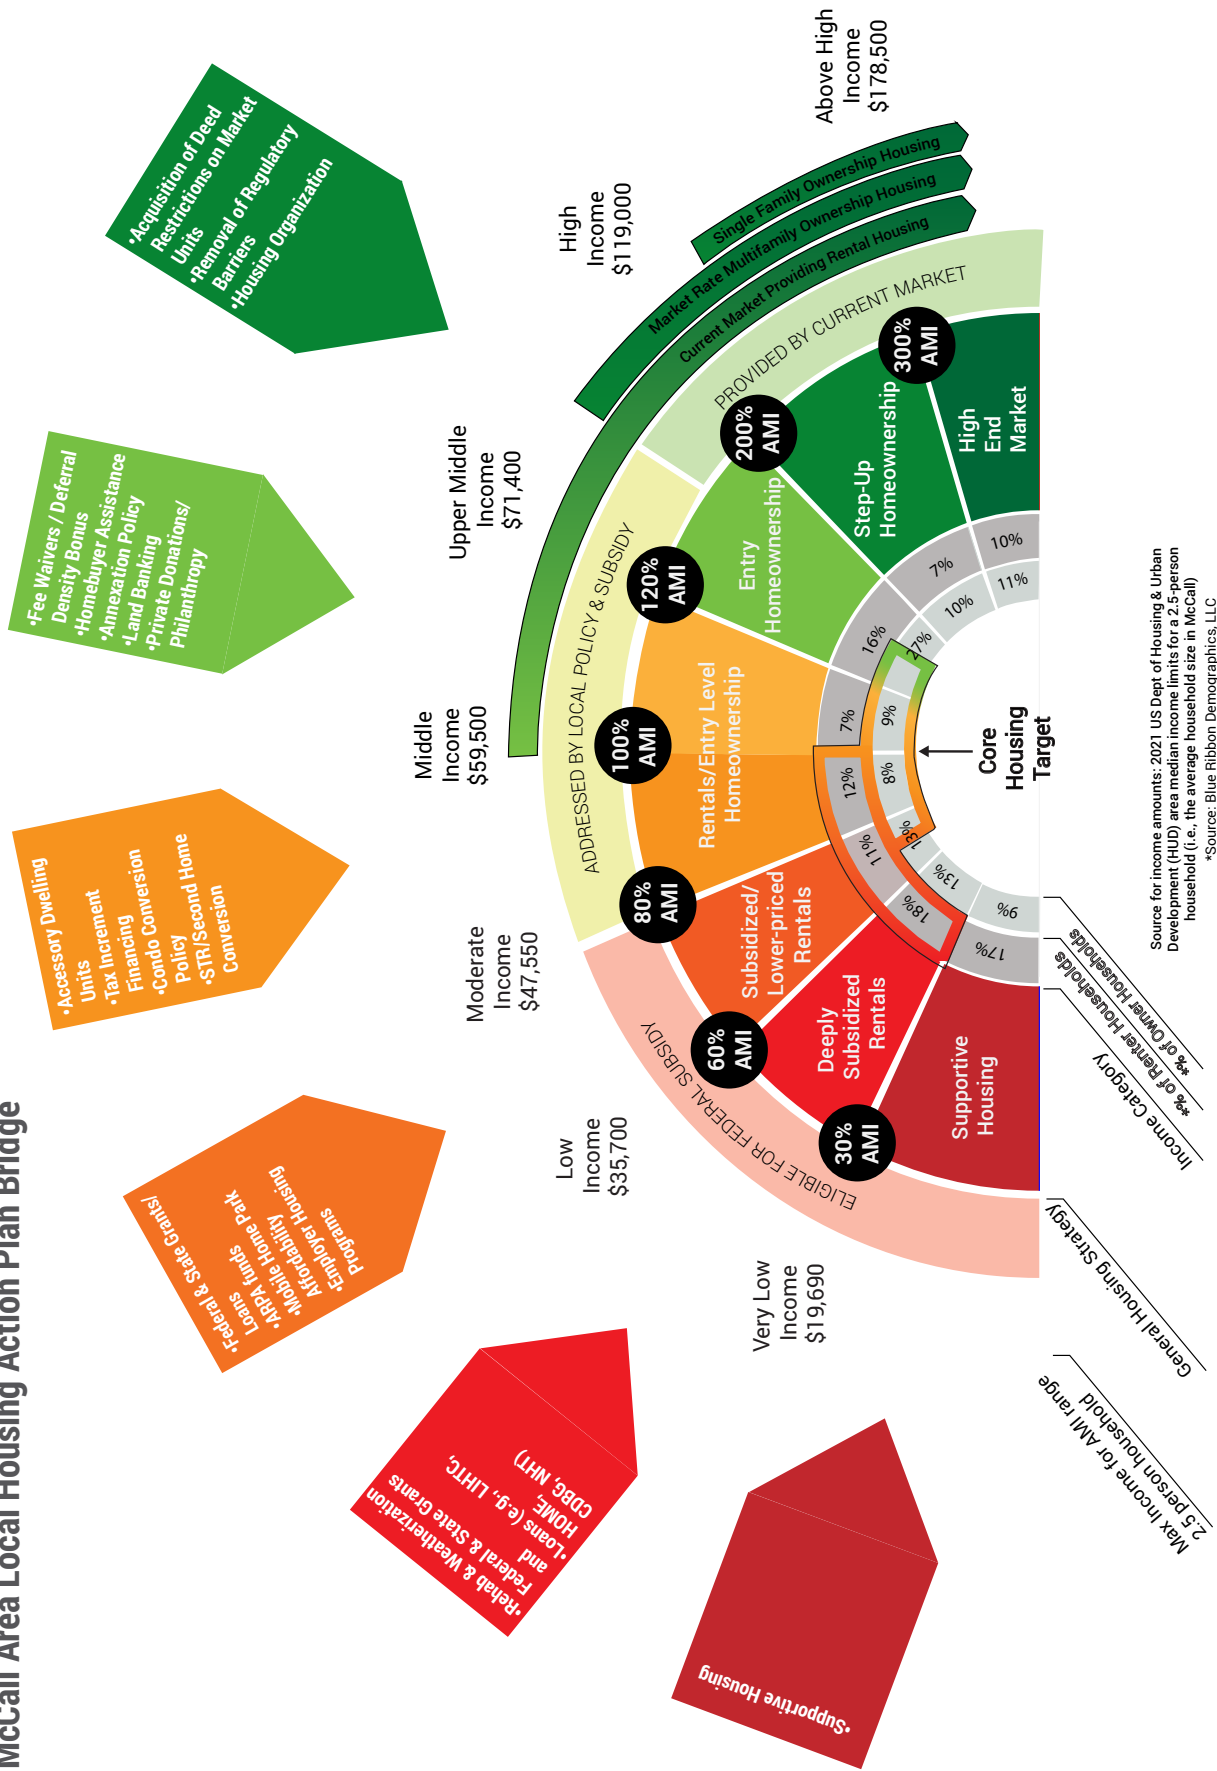 McCall Area Local Housing Action Plan Bridge
•Supportive Housing
•Rehab & Weatherization
Federal & State Grants
and
•Loans (e.g., LIHTC,
HOME,
CDBG, NHT)
•Federal & State Grants/
Loans
•ARPA funds
•Mobile Home Park
Affordability
•Employer Housing
Programs
•Accessory Dwelling
Units
•Tax Increment
Financing
•Condo Conversion
Policy
•STR/Second Home
Conversion
•Fee Waivers / Deferral
Density Bonus
•Homebuyer Assistance
•Annexation Policy
•Land Banking
•Private Donations/
Philanthropy
•Acquisition of Deed
Restrictions on Market
Units
•Removal of Regulatory
Barriers
•Housing Organization
Very Low
Income
$19,690
Low
Income
$35,700
Moderate
Income
$47,550
Middle
Income
$59,500
Upper Middle
Income
$71,400
High
Income
$119,000
Above High
Income
$178,500
Single Family Ownership Housing
Market Rate Multifamily Ownership Housing
Current Market Providing Rental Housing
ELIGIBLE FOR FEDERAL SUBSIDY
ADDRESSED BY LOCAL POLICY & SUBSIDY
PROVIDED BY CURRENT MARKET
30%
AMI
60%
AMI
80%
AMI
100%
AMI
120%
AMI
200%
AMI
300%
AMI
Supportive
Housing
Deeply
Subsidized
Rentals
Subsidized/
Lower-priced
Rentals
Rentals/Entry Level
Homeownership
Entry
Homeownership
Step-Up
Homeownership
High
End
Market
17%
18%
11%
12%
7%
16%
7%
10%
9%
13%
13%
8%
9%
27%
10%
11%
Core
Housing
Target
*% of Owner Households
*% of Renter Households
Income Category
General Housing Strategy
Max Income for AMI range
2.5 person household
Source for income amounts: 2021 US Dept of Housing & Urban
Development (HUD) area median income limits for a 2.5-person
household (i.e., the average household size in McCall)
*Source: Blue Ribbon Demographics, LLC